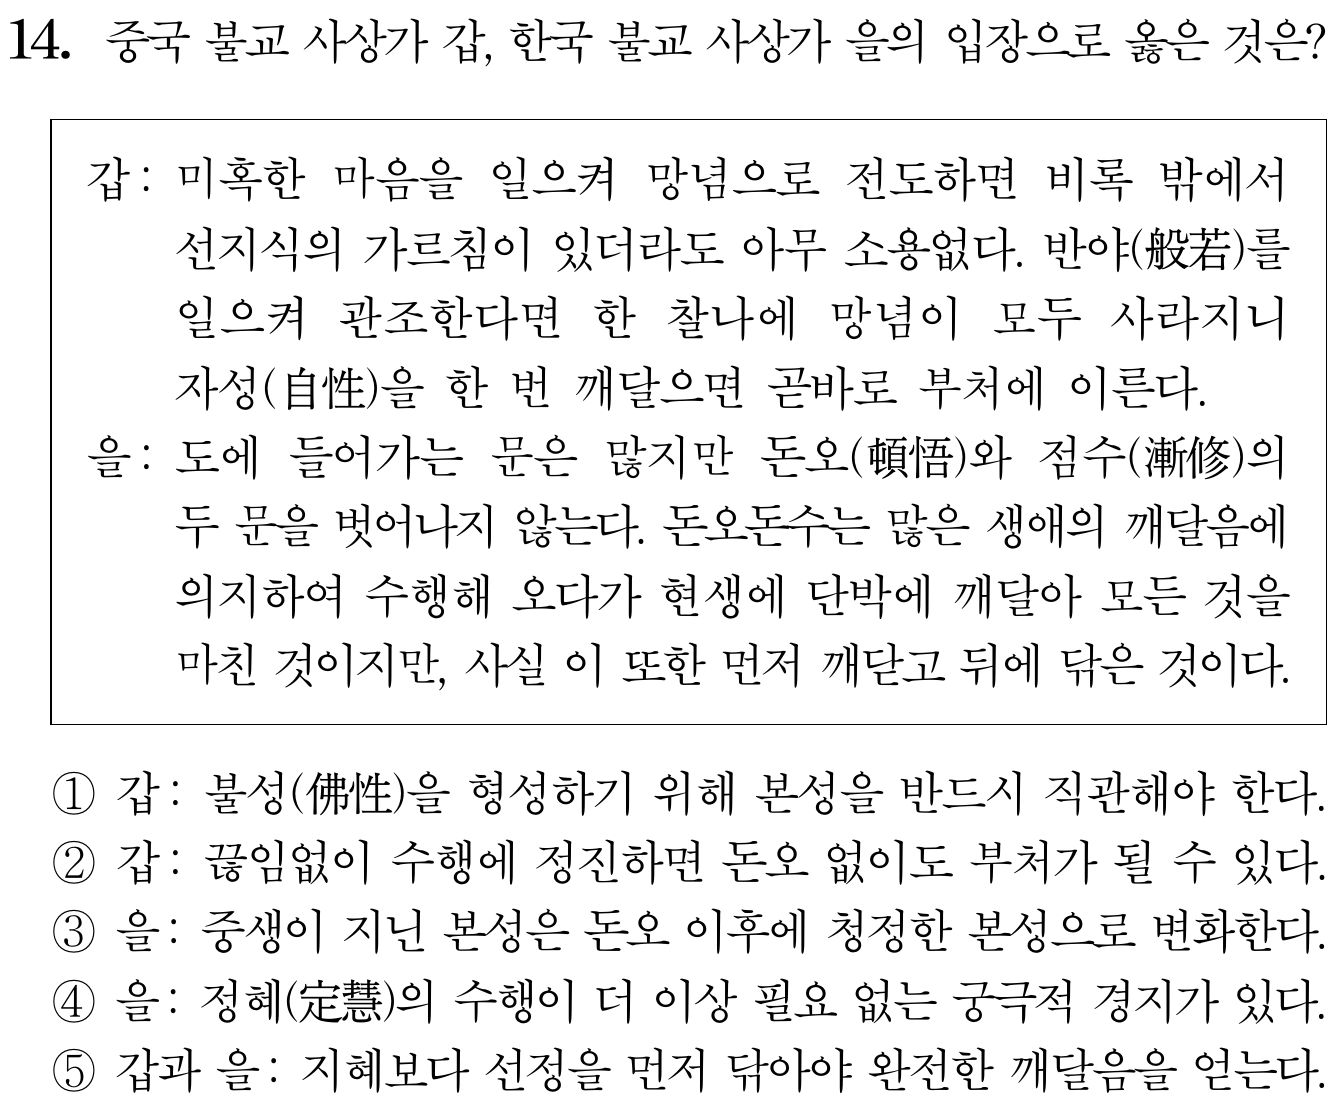 14. 중국 불교 사상가 갑, 한국 불교 사상가 을의 입장으로 옳은 것은?
갑: 미혹한 마음을 일으켜 망념으로 전도하면 비록 밖에서
선지식의 가르침이 있더라도 아무 소용없다. 반야(般若)를
일으켜 관조한다면 한 찰나에 망념이 모두 사라지니
자성(自性)을 한 번 깨달으면 곧바로 부처에 이른다.
을: 도에 들어가는 문은 많지만 돈오(頓悟)와 점수(漸修)의
두 문을 벗어나지 않는다. 돈오돈수는 많은 생애의 깨달음에
의지하여 수행해 오다가 현생에 단박에 깨달아 모든 것을
마친 것이지만, 사실 이 또한 먼저 깨닫고 뒤에 닦은 것이다.
① 갑: 불성(佛性)을 형성하기 위해 본성을 반드시 직관해야 한다.
② 갑: 끊임없이 수행에 정진하면 돈오 없이도 부처가 될 수 있다.
③ 을: 중생이 지닌 본성은 돈오 이후에 청정한 본성으로 변화한다.
④ 을: 정혜(定慧)의 수행이 더 이상 필요 없는 궁극적 경지가 있다.
⑤ 갑과 을: 지혜보다 선정을 먼저 닦아야 완전한 깨달음을 얻는다.